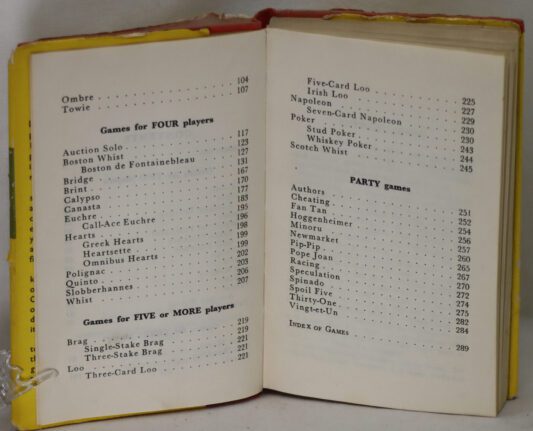 Ombre . . . . . . . . . . 104
Towie . . . . . . . . . . 107
Games for FOUR players
Auction Solo . . . . . . . . . . 117
Boston Whist . . . . . . . . . . 123
Boston de Fontainebleau . . . . . . 127
Bridge . . . . . . . . . . 131
Brint . . . . . . . . . . 167
Calypso . . . . . . . . . . 170
Canasta . . . . . . . . . . 177
Euchre . . . . . . . . . . 183
Call-Ace Euchre . . . . . . . . 195
Hearts . . . . . . . . . . 196
Greek Hearts . . . . . . . . 198
Heartsette . . . . . . . . 199
Omnibus Hearts . . . . . . . . 199
Polignac . . . . . . . . . . 202
Quinto . . . . . . . . . . 203
Slobberhannes . . . . . . . . . . 206
Whist . . . . . . . . . . 207
Games for FIVE or MORE players
Brag . . . . . . . . . . 219
Single-Stake Brag . . . . . . . . 219
Three-Stake Brag . . . . . . . . 221
Loo . . . . . . . . . . 221
Three-Card Loo . . . . . . . . 221
Five-Card Loo . . . . . . . . 225
Irish Loo . . . . . . . . 227
Napoleon . . . . . . . . . . 229
Seven-Card Napoleon . . . . . . 230
Poker . . . . . . . . . . 230
Stud Poker . . . . . . . . 243
Whiskey Poker . . . . . . . . 244
Scotch Whist . . . . . . . . . . 245
PARTY games
Authors . . . . . . . . . . 251
Cheating . . . . . . . . . . 252
Fan Tan . . . . . . . . . . 254
Hoggenheimer . . . . . . . . . . 256
Minoru . . . . . . . . . . 257
Newmarket . . . . . . . . . . 260
Pip-Pip . . . . . . . . . . 265
Pope Joan . . . . . . . . . . 267
Racing . . . . . . . . . . 270
Speculation . . . . . . . . . . 272
Spinado . . . . . . . . . . 274
Spoil Five . . . . . . . . . . 275
Thirty-One . . . . . . . . . . 282
Vingt-et-Un . . . . . . . . . . 284
INDEX OF GAMES . . . . . . . . 289